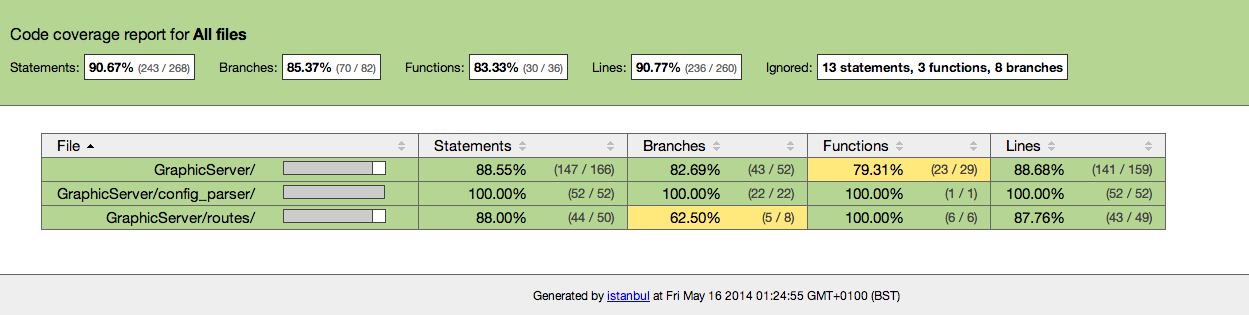 Code coverage report for All files
Statements: 90.67% (243 / 268) Branches: 85.37% (70 / 82) Functions: 83.33% (30 / 36) Lines: 90.77% (236 / 260) Ignored: 13 statements, 3 functions, 8 branches
File Statements Branches Functions Lines
GraphicServer/ 88.55% (147 / 166) 82.69% (43 / 52) 79.31% (23 / 29) 88.68% (141 / 159)
GraphicServer/config_parser/ 100.00% (52 / 52) 100.00% (22 / 22) 100.00% (1 / 1) 100.00% (52 / 52)
GraphicServer/routes/ 88.00% (44 / 50) 62.50% (5 / 8) 100.00% (6 / 6) 87.76% (43 / 49)
Generated by istanbul at Fri May 16 2014 01:24:55 GMT+0100 (BST)